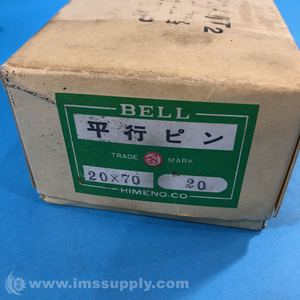 BELL
平行ピン
TRADE MARK
20×70 20
HIMENO.CO
www.imssupply.com